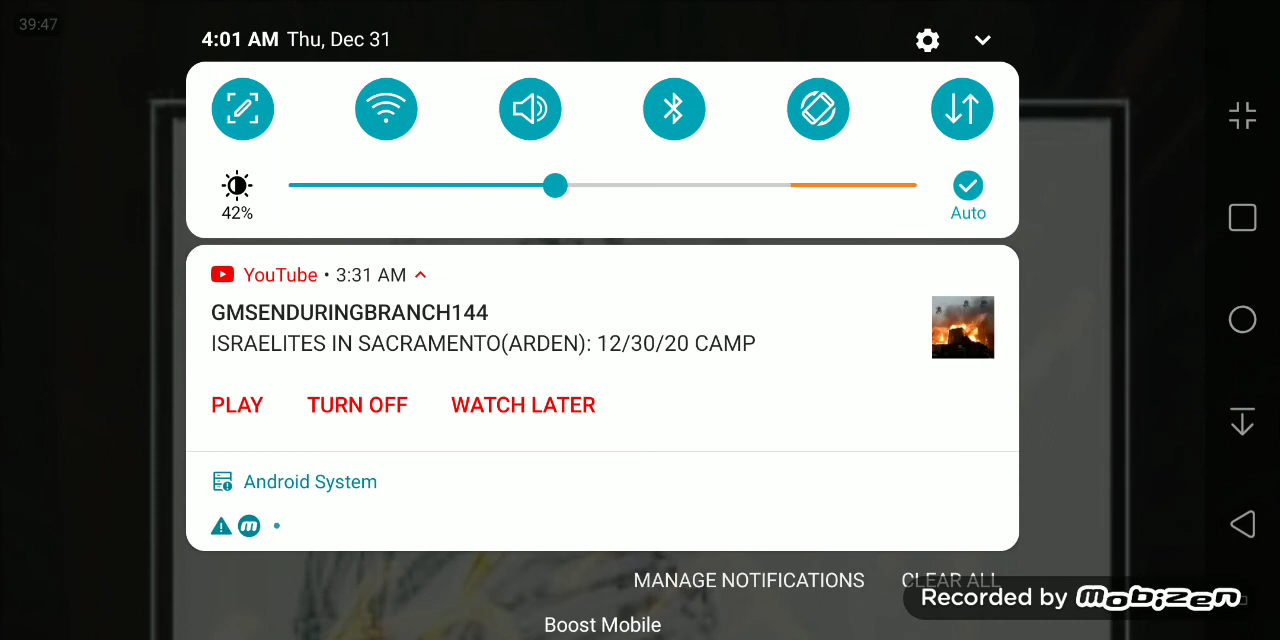 39:47
4:01 AM Thu, Dec 31
42%
Auto
YouTube • 3:31 AM
GMSENDURINGBRANCH144
ISRAELITES IN SACRAMENTO(ARDEN): 12/30/20 CAMP
PLAY TURN OFF WATCH LATER
Android System
MANAGE NOTIFICATIONS CLEAR ALL
Recorded by mobizen
Boost Mobile